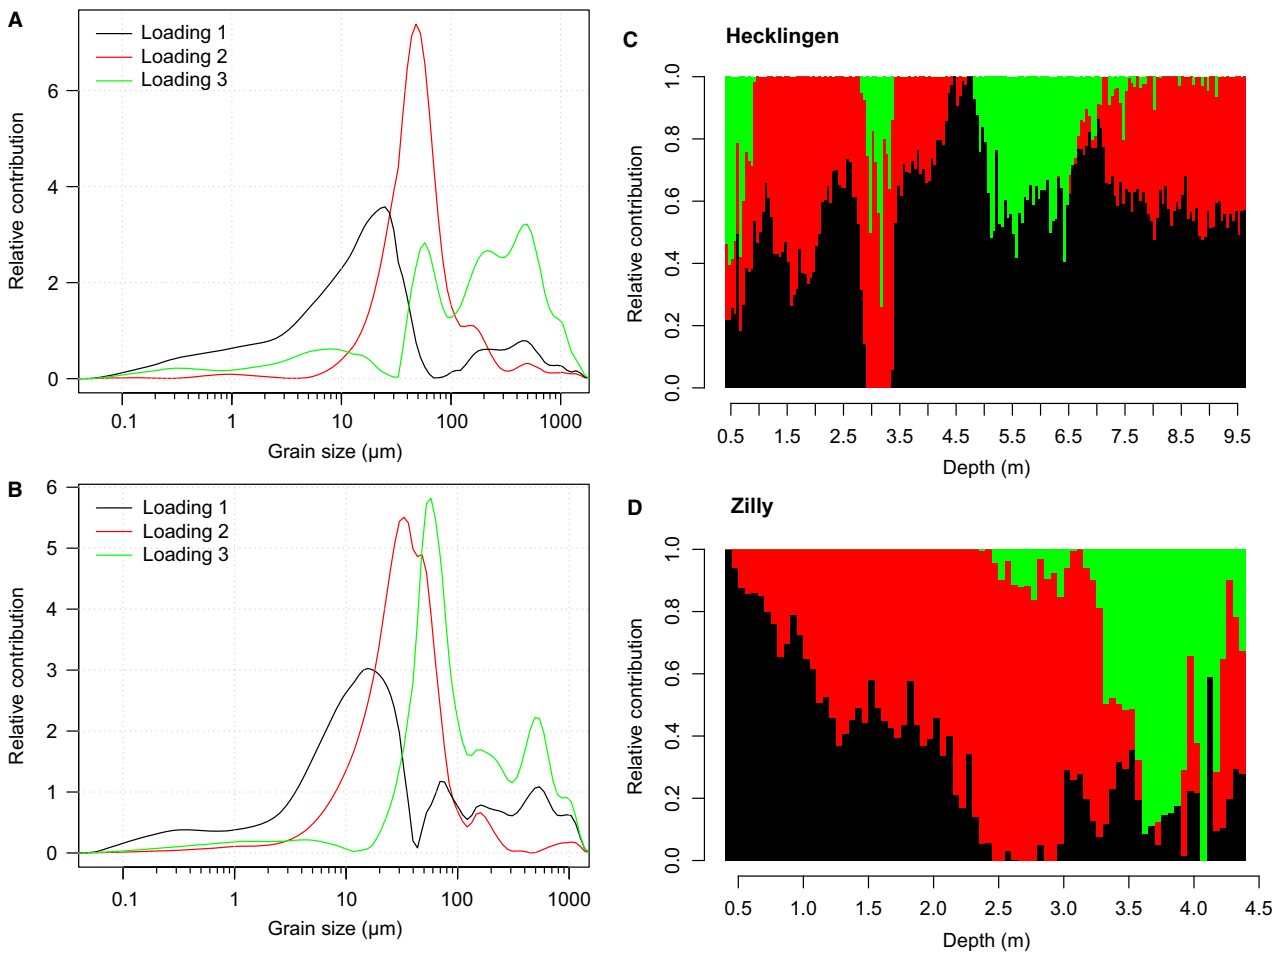 A
Loading 1
Loading 2
Loading 3
Relative contribution
6
4
2
0
0.1 1 10 100 1000
Grain size (µm)
B
Loading 1
Loading 2
Loading 3
Relative contribution
6
5
4
3
2
1
0
0.1 1 10 100 1000
Grain size (µm)
C
Hecklingen
Relative contribution
1.0
0.8
0.6
0.4
0.2
0.0
0.5 1.5 2.5 3.5 4.5 5.5 6.5 7.5 8.5 9.5
Depth (m)
D
Zilly
Relative contribution
1.0
0.8
0.6
0.4
0.2
0.0
0.5 1.0 1.5 2.0 2.5 3.0 3.5 4.0 4.5
Depth (m)